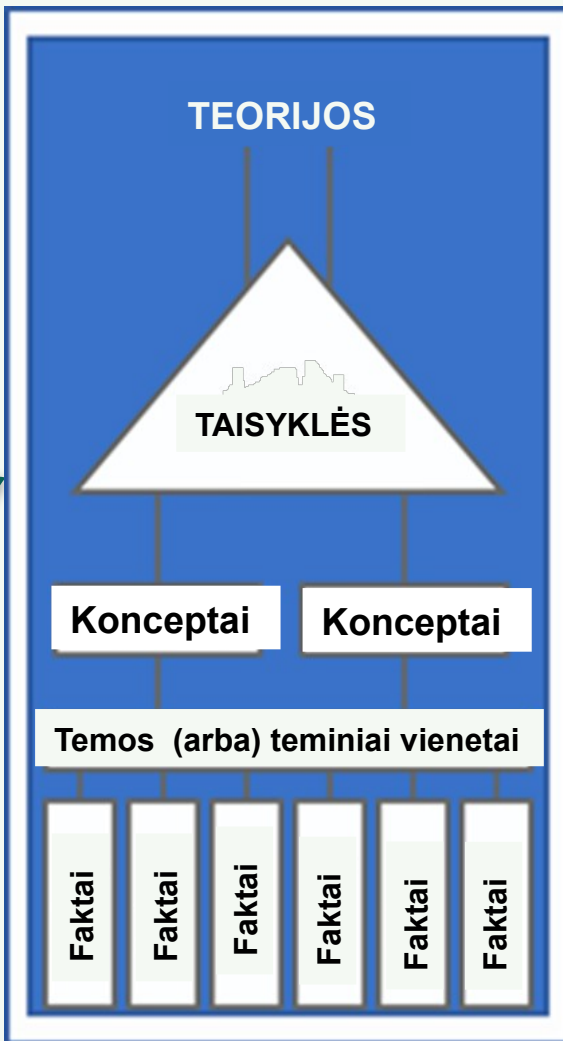 TEORIJOS
TAISYKLĖS
Konceptai
Konceptai
Temos (arba) teminiai vienetai
Faktai
Faktai
Faktai
Faktai
Faktai
Faktai